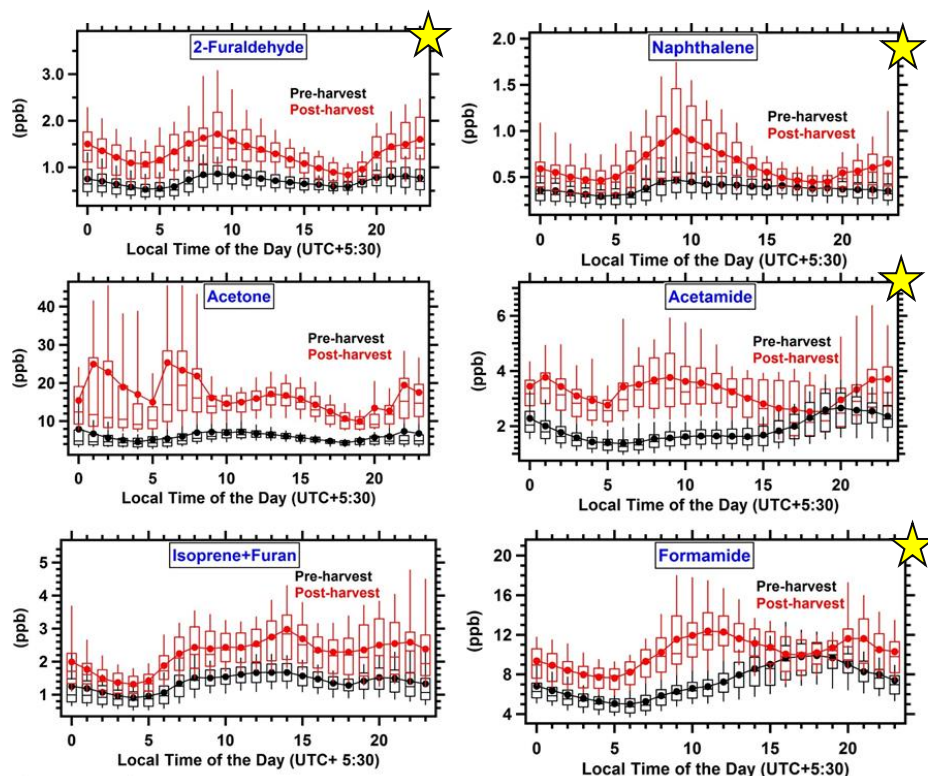 2-Furaldehyde
(ppb)
3.0
2.0
1.0
Pre-harvest
Post-harvest
0 5 10 15 20
Local Time of the Day (UTC+5:30)
Naphthalene
(ppb)
2.0
1.5
1.0
0.5
Pre-harvest
Post-harvest
0 5 10 15 20
Local Time of the Day (UTC+5:30)
Acetone
(ppb)
40
30
20
10
Pre-harvest
Post-harvest
0 5 10 15 20
Local Time of the Day (UTC+5:30)
Acetamide
(ppb)
6
4
2
Pre-harvest
Post-harvest
0 5 10 15 20
Local Time of the Day (UTC+5:30)
Isoprene+Furan
(ppb)
5
4
3
2
1
Pre-harvest
Post-harvest
0 5 10 15 20
Local Time of the Day (UTC+ 5:30)
Formamide
(ppb)
20
16
12
8
4
Pre-harvest
Post-harvest
0 5 10 15 20
Local Time of the Day (UTC+5:30)